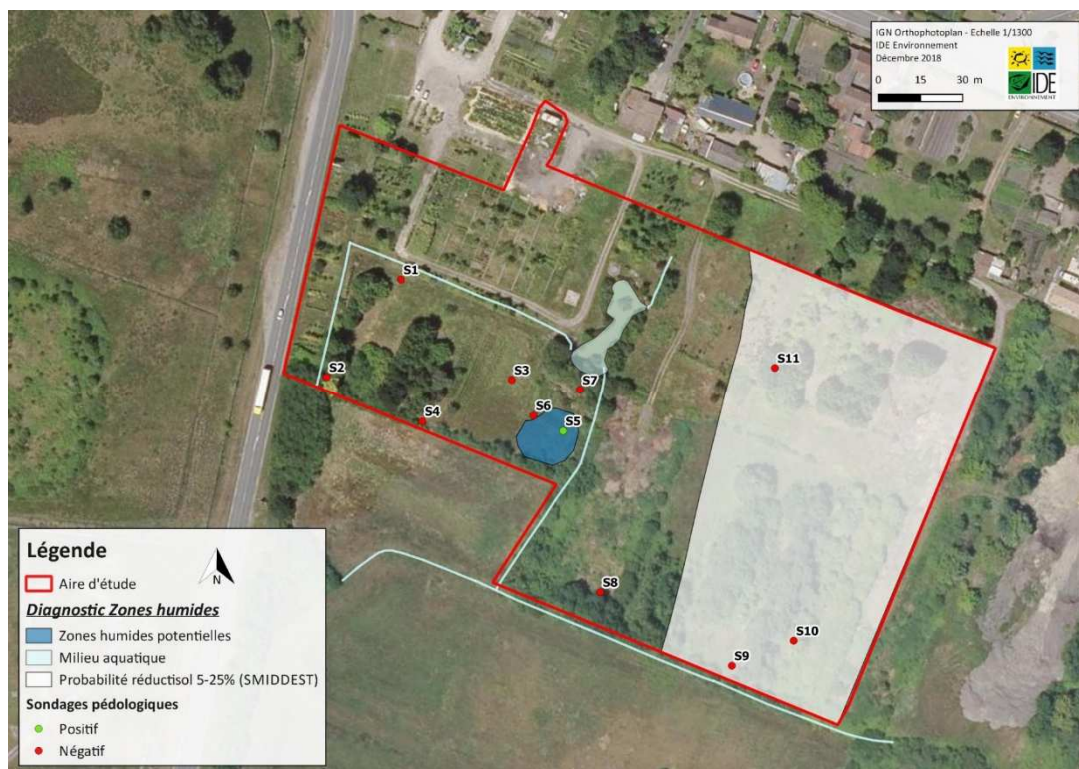 IGN Orthophotoplan - Echelle 1/1300
IDE Environnement
Décembre 2018
0 15 30 m
IDE
ENVIRONNEMENT
S1
S2
S3
S4
S5
S6
S7
S8
S9
S10
S11
Légende
N
Aire d'étude
Diagnostic Zones humides
Zones humides potentielles
Milieu aquatique
Probabilité réductisol 5-25% (SMIDDEST)
Sondages pédologiques
Positif
Négatif